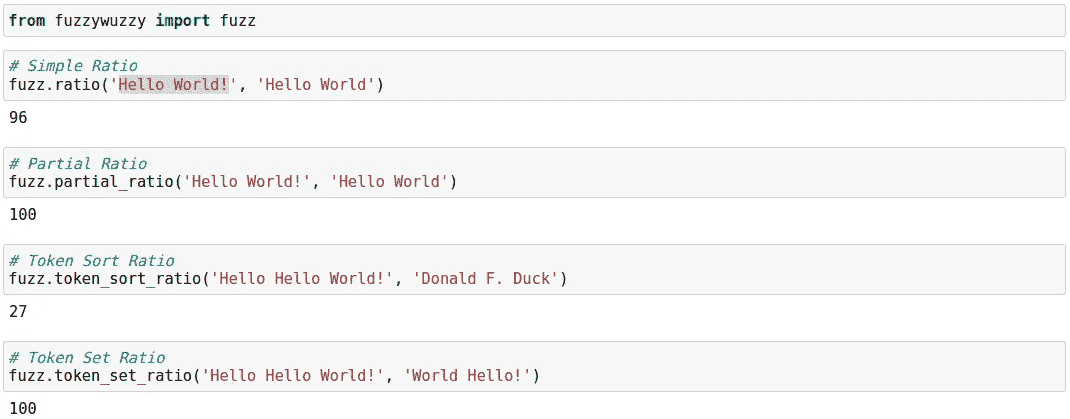 from fuzzywuzzy import fuzz
# Simple Ratio
fuzz.ratio('Hello World!', 'Hello World')
96
# Partial Ratio
fuzz.partial_ratio('Hello World!', 'Hello World')
100
# Token Sort Ratio
fuzz.token_sort_ratio('Hello Hello World!', 'Donald F. Duck')
27
# Token Set Ratio
fuzz.token_set_ratio('Hello Hello World!', 'World Hello!')
100